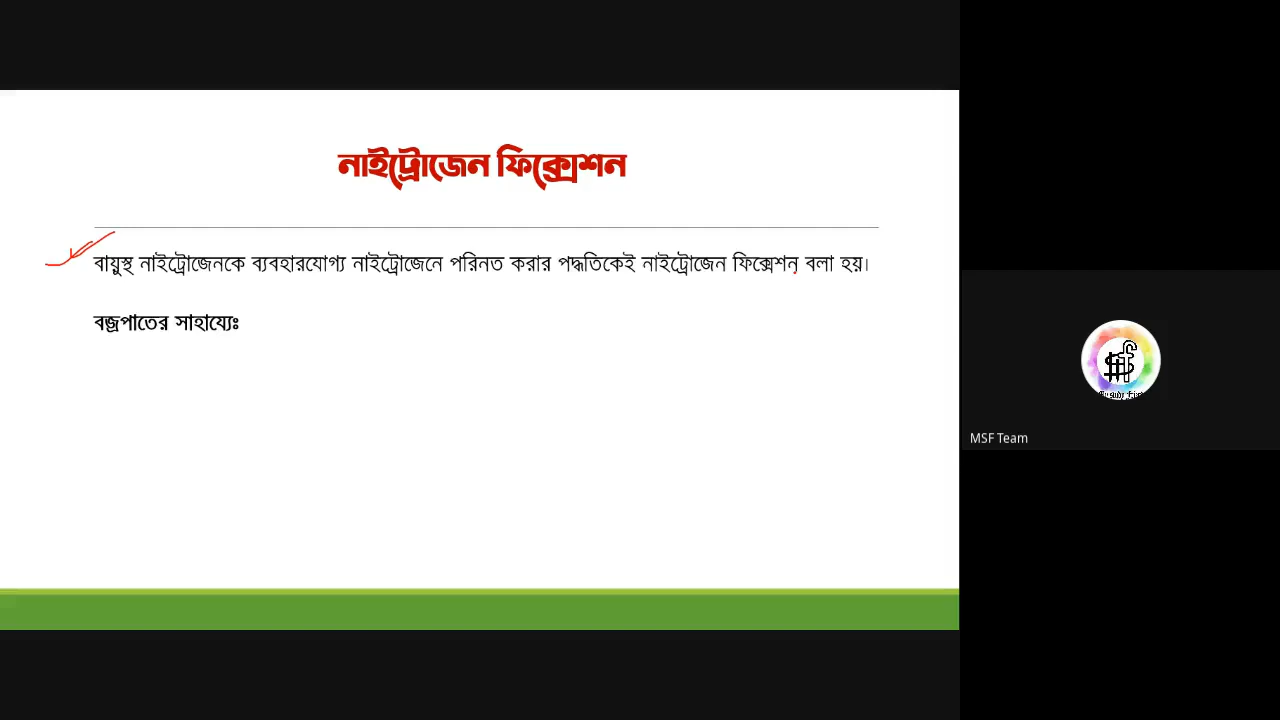 নাইট্রোজেন ফিক্সেশন
বায়ুস্থ নাইট্রোজেনকে ব্যবহারযোগ্য নাইট্রোজেনে পরিনত করার পদ্ধতিকেই নাইট্রোজেন ফিক্সেশন বলা হয়।
বজ্রপাতের সাহায্যেঃ
MSF Team